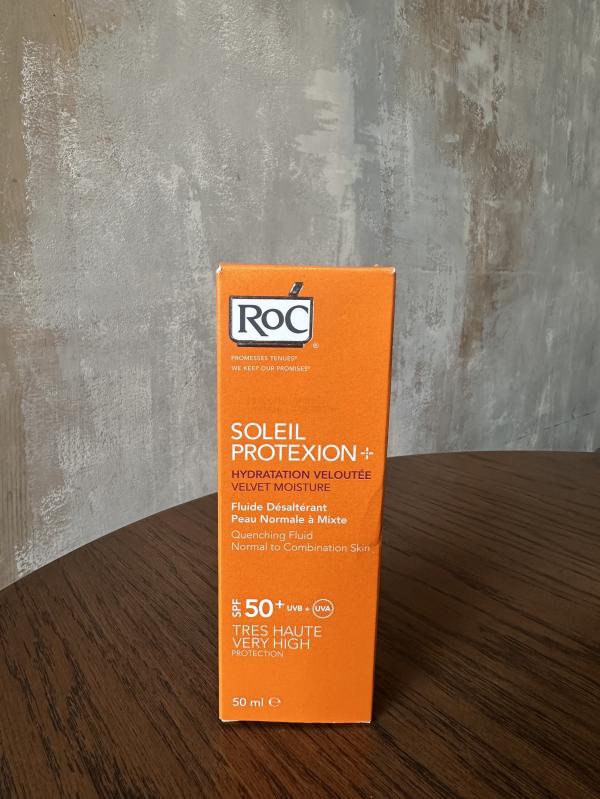 RoC
®
PROMESSES TENUES®
WE KEEP OUR PROMISES®
SOLEIL
PROTEXION+
HYDRATATION VELOUTÉE
VELVET MOISTURE
Fluide Désaltérant
Peau Normale à Mixte
Quenching Fluid
Normal to Combination Skin
SPF 50+ UVB + UVA
TRES HAUTE
VERY HIGH
PROTECTION
50 ml ℮